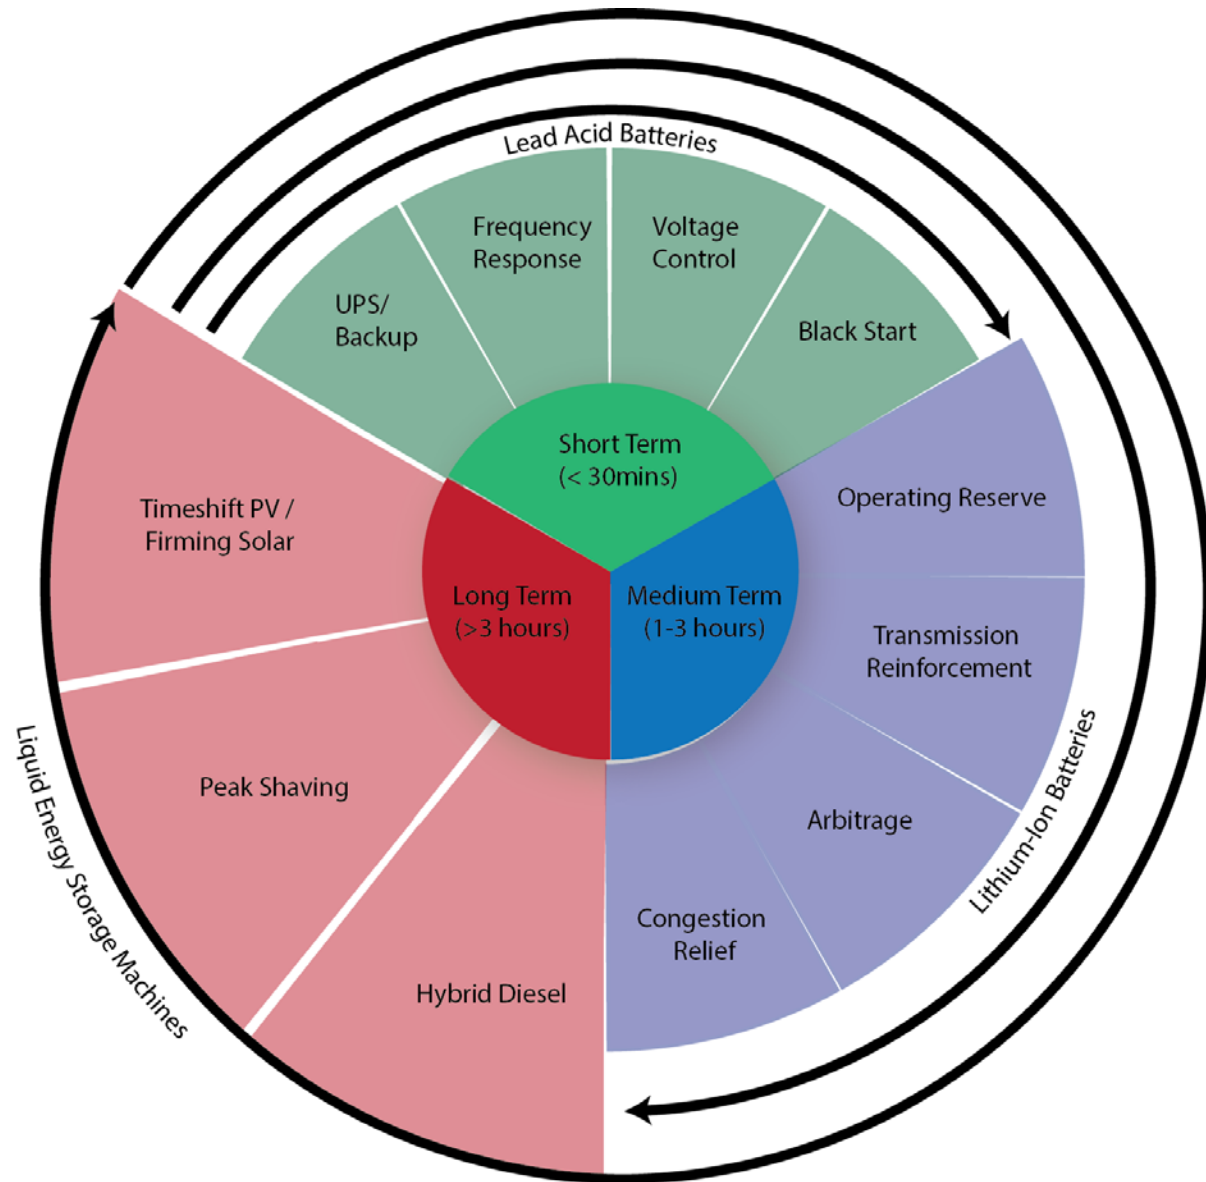 Lead Acid Batteries
Frequency
Response
Voltage
Control
UPS/
Backup
Black Start
Short Term
(< 30mins)
Operating Reserve
Timeshift PV /
Firming Solar
Long Term
(>3 hours)
Medium Term
(1-3 hours)
Transmission
Reinforcement
Peak Shaving
Arbitrage
Lithium-Ion Batteries
Liquid Energy Storage Machines
Congestion
Relief
Hybrid Diesel